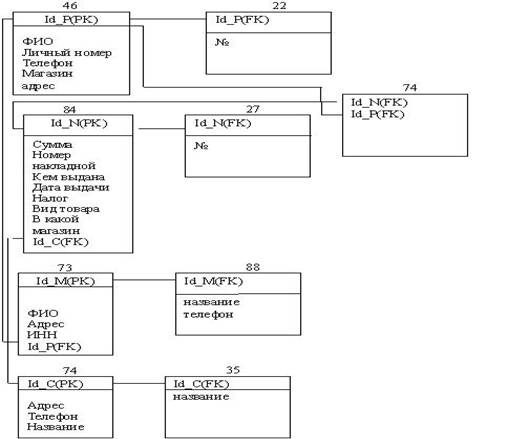 46
Id_P(PK)
ФИО
Личный номер
Телефон
Магазин
адрес
22
Id_P(FK)
№
74
Id_N(FK)
Id_P(FK)
84
Id_N(PK)
Сумма
Номер
накладной
Кем выдана
Дата выдачи
Налог
Вид товара
В какой
магазин
Id_C(FK)
27
Id_N(FK)
№
73
Id_M(PK)
ФИО
Адрес
ИНН
Id_P(FK)
88
Id_M(FK)
название
телефон
74
Id_C(PK)
Адрес
Телефон
Название
35
Id_C(FK)
название